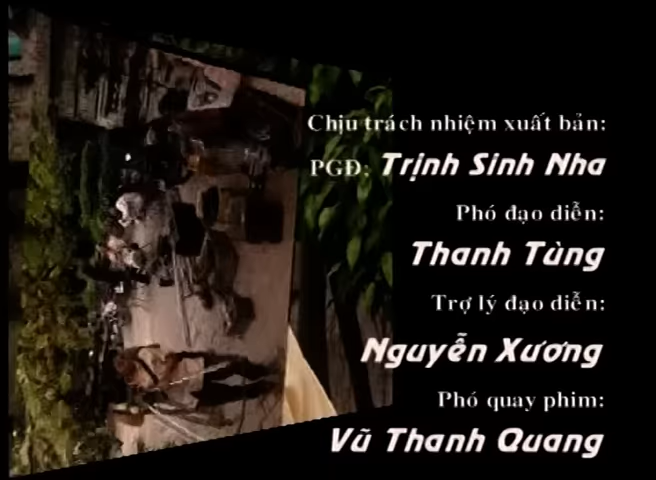 Chịu trách nhiệm xuất bản:
PGĐ: Trịnh Sinh Nha
Phó đạo diễn:
Thanh Tùng
Trợ lý đạo diễn:
Nguyễn Xương
Phó quay phim:
Vũ Thanh Quang